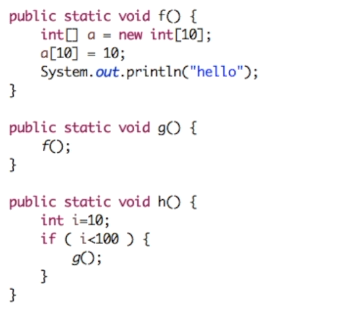 public static void f() {
    int[] a = new int[10];
    a[10] = 10;
    System.out.println("hello");
}

public static void g() {
    f();
}

public static void h() {
    int i=10;
    if ( i<100 ) {
        g();
    }
}